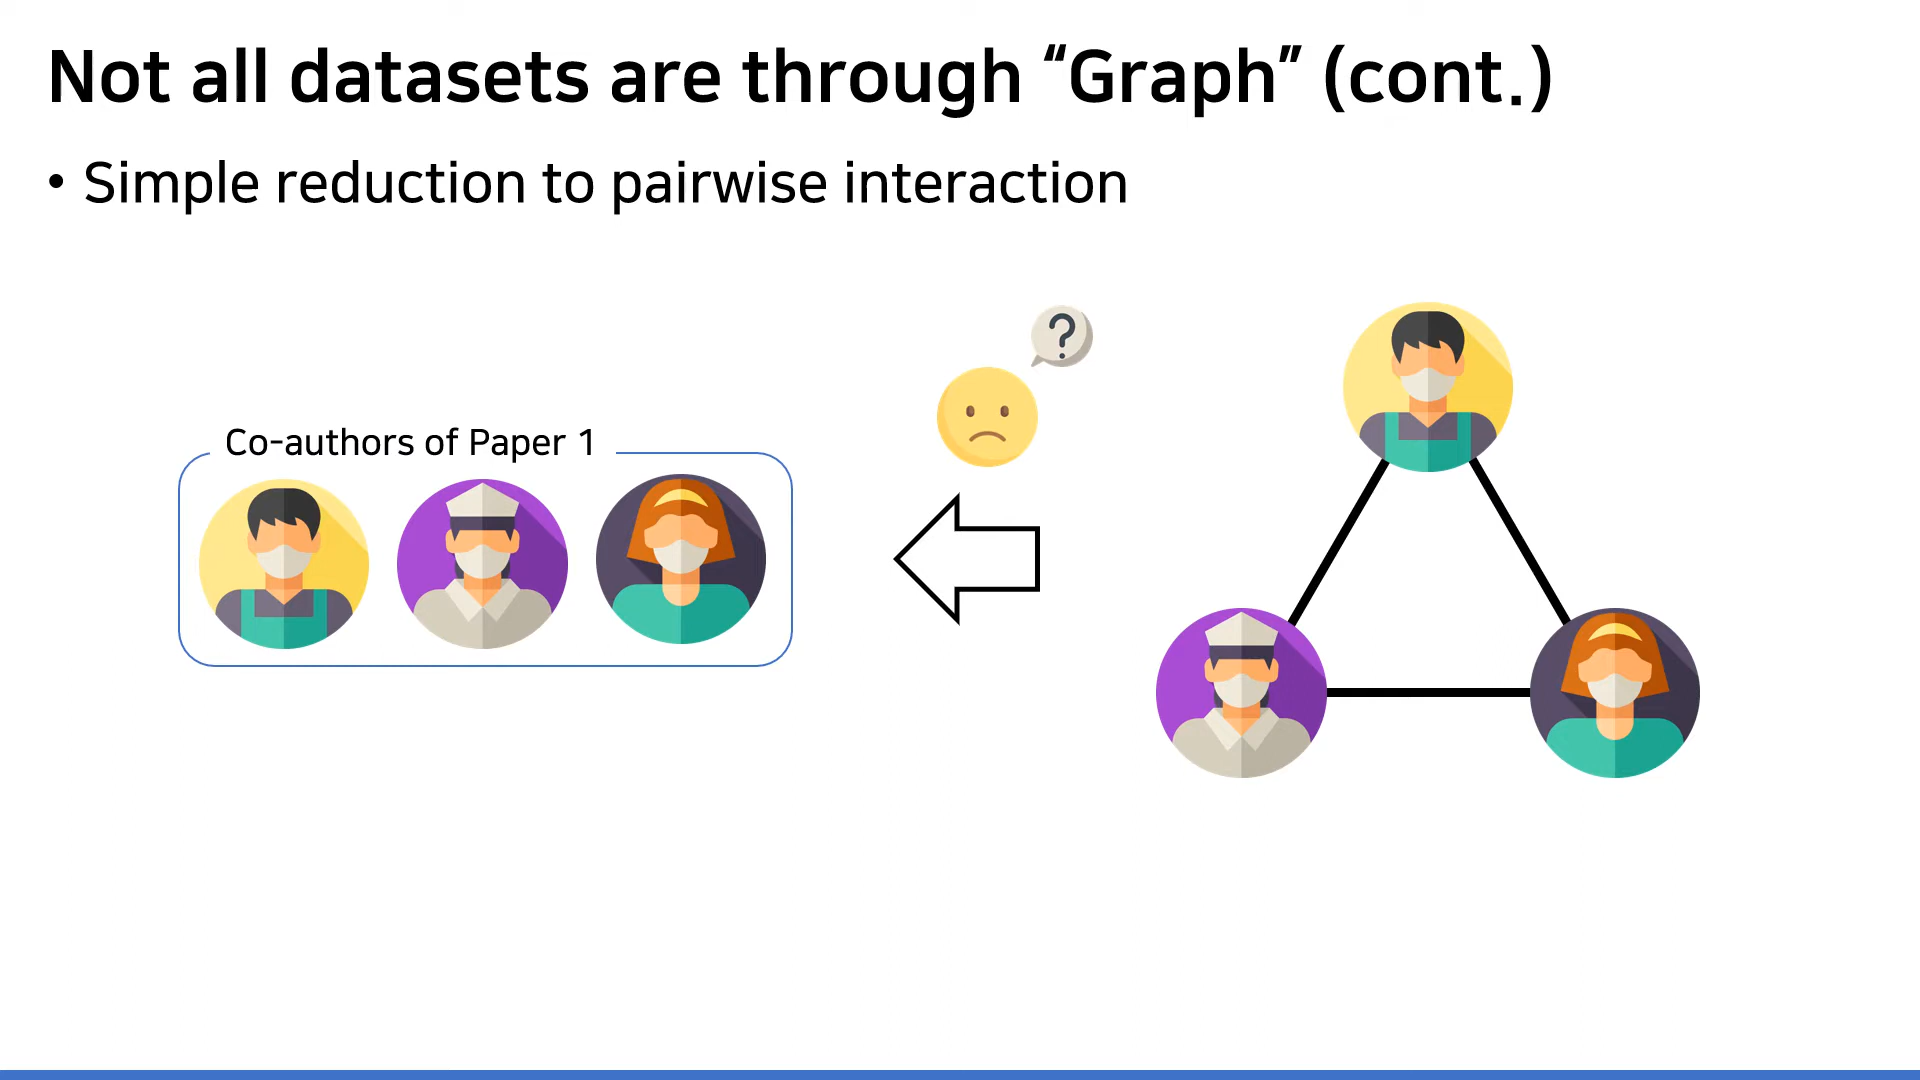 Not all datasets are through “Graph” (cont.)
• Simple reduction to pairwise interaction
?
Co-authors of Paper 1